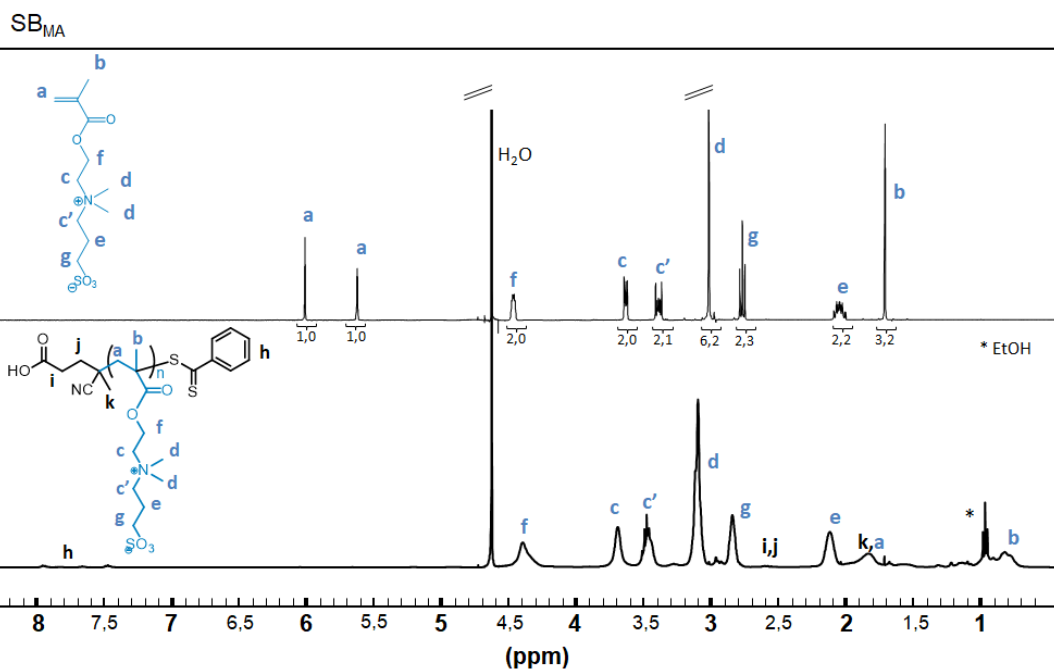 SB_MA
b
a
O
O
f
c
d
N
⊕
d
c'
e
g
SO₃
⊖
a
a
f
H₂O
c
c'
d
g
e
b
1,0
1,0
2,0
2,0
2,1
6,2
2,3
2,2
3,2
* EtOH
j
a
b
S
h
HO
O
i
NC
k
n
O
S
O
f
c
d
N
⊕
d
c'
e
g
SO₃
⊖
h
f
c
c'
d
g
i,j
e
k,a
*
b
8 7,5 7 6,5 6 5,5 5 4,5 4 3,5 3 2,5 2 1,5 1
(ppm)